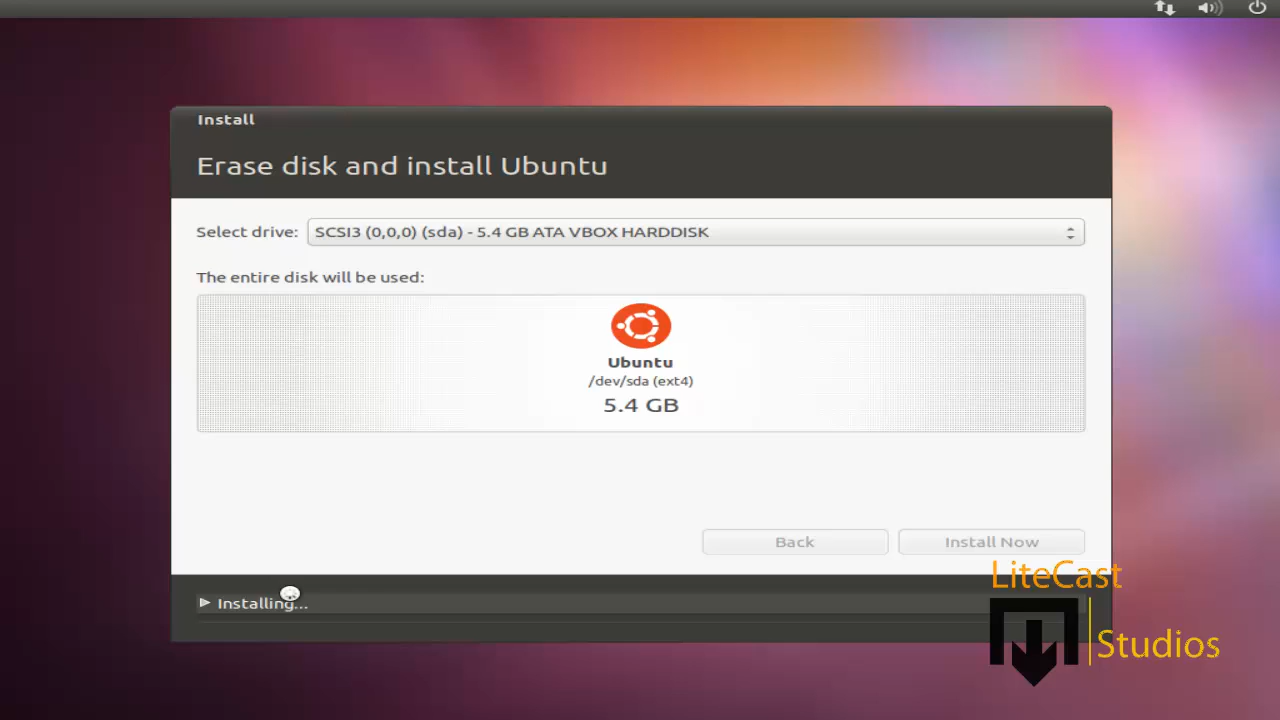 Install
Erase disk and install Ubuntu
Select drive: SCSI3 (0,0,0) (sda) - 5.4 GB ATA VBOX HARDDISK
The entire disk will be used:
Ubuntu
/dev/sda (ext4)
5.4 GB
Back Install Now
Installing...
LiteCast
Studios